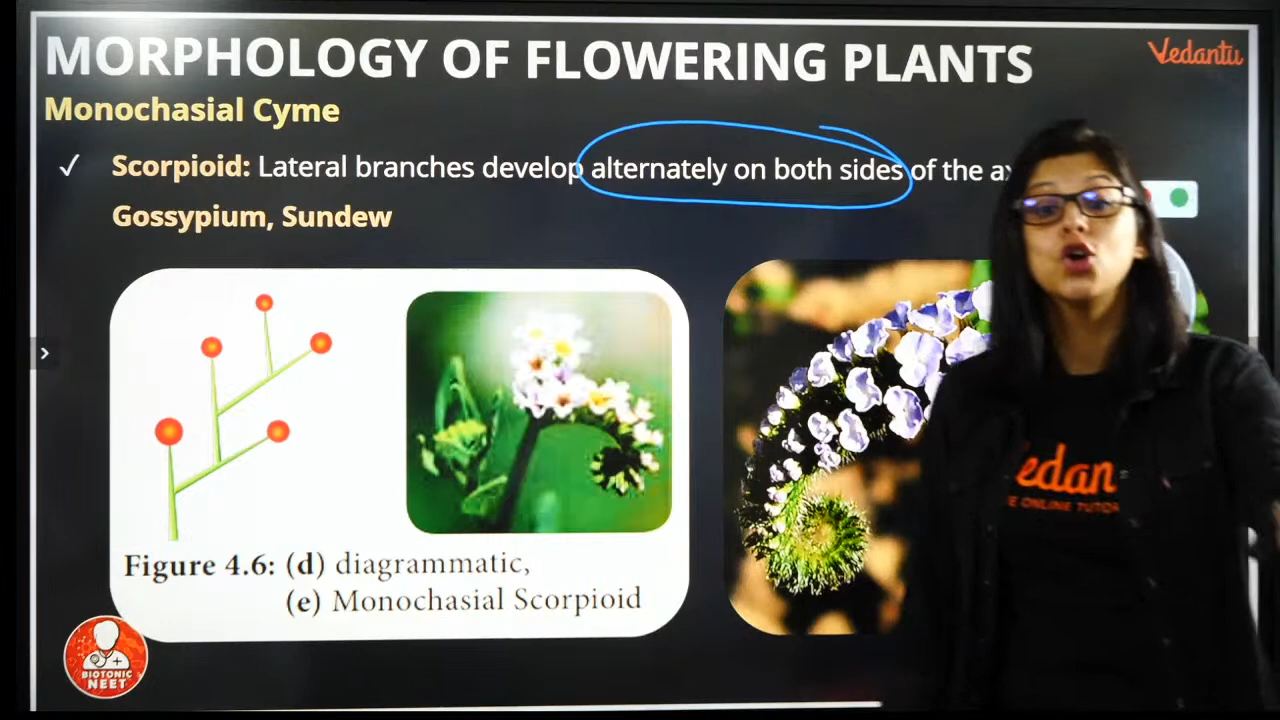 MORPHOLOGY OF FLOWERING PLANTS
Vedantu
Monochasial Cyme
✓ Scorpioid: Lateral branches develop alternately on both sides of the
Gossypium, Sundew
Figure 4.6: (d) diagrammatic,
(e) Monochasial Scorpioid
BIOTONIC
NEET